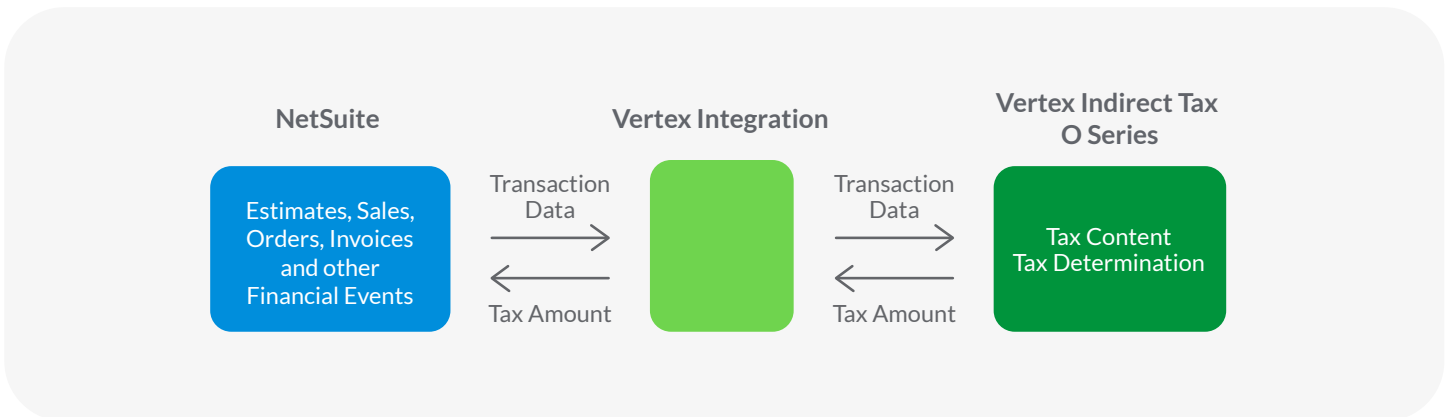 NetSuite
Estimates, Sales,
Orders, Invoices
and other
Financial Events
Transaction
Data
Tax Amount
Vertex Integration
Transaction
Data
Tax Amount
Vertex Indirect Tax
O Series
Tax Content
Tax Determination